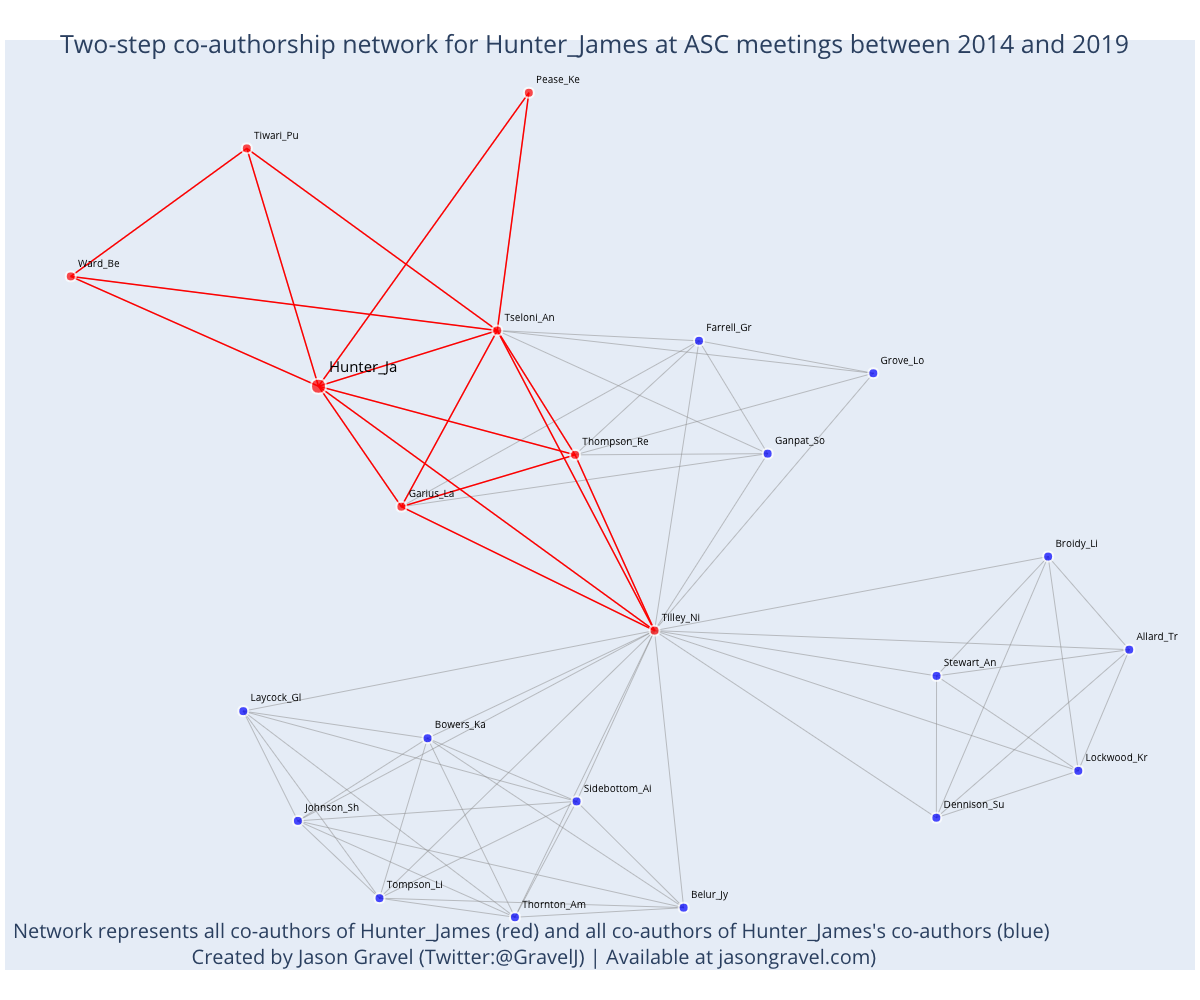 Two-step co-authorship network for Hunter_James at ASC meetings between 2014 and 2019
Pease_Ke
Tiwari_Pu
Ward_Be
Tseloni_An
Farrell_Gr
Grove_Lo
Hunter_Ja
Thompson_Re
Ganpat_So
Garius_La
Broidy_Li
Tilley_Ni
Allard_Tr
Stewart_An
Laycock_Gl
Bowers_Ka
Lockwood_Kr
Sidebottom_Ai
Johnson_Sh
Dennison_Su
Tompson_Li
Belur_Jy
Thornton_Am
Network represents all co-authors of Hunter_James (red) and all co-authors of Hunter_James's co-authors (blue)
Created by Jason Gravel (Twitter:@GravelJ) | Available at jasongravel.com)